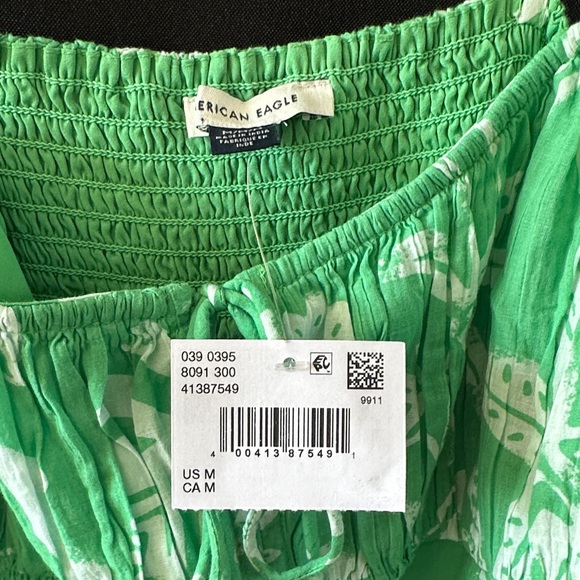 ERICAN EAGLE
M/M/M
MADE IN INDIA
FABRIQUÉ EN
INDE
039 0395
8091 300
41387549
9911
4 00413 87549 1
US M
CA M